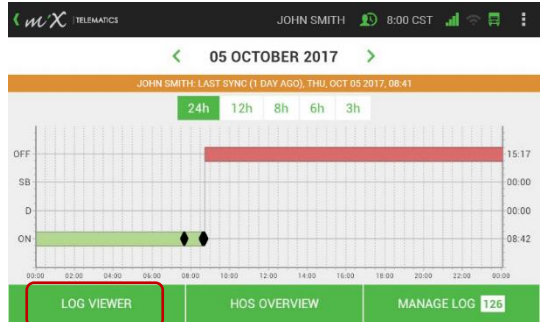 mix TELEMATICS JOHN SMITH 8:00 CST
05 OCTOBER 2017
JOHN SMITH: LAST SYNC (1 DAY AGO), THU, OCT 05 2017, 08:41
24h 12h 8h 6h 3h
OFF 15:17
SB 00:00
D 00:00
ON 08:42
00:00 02:00 04:00 06:00 08:00 10:00 12:00 14:00 16:00 18:00 20:00 22:00 00:00
LOG VIEWER HOS OVERVIEW MANAGE LOG 126